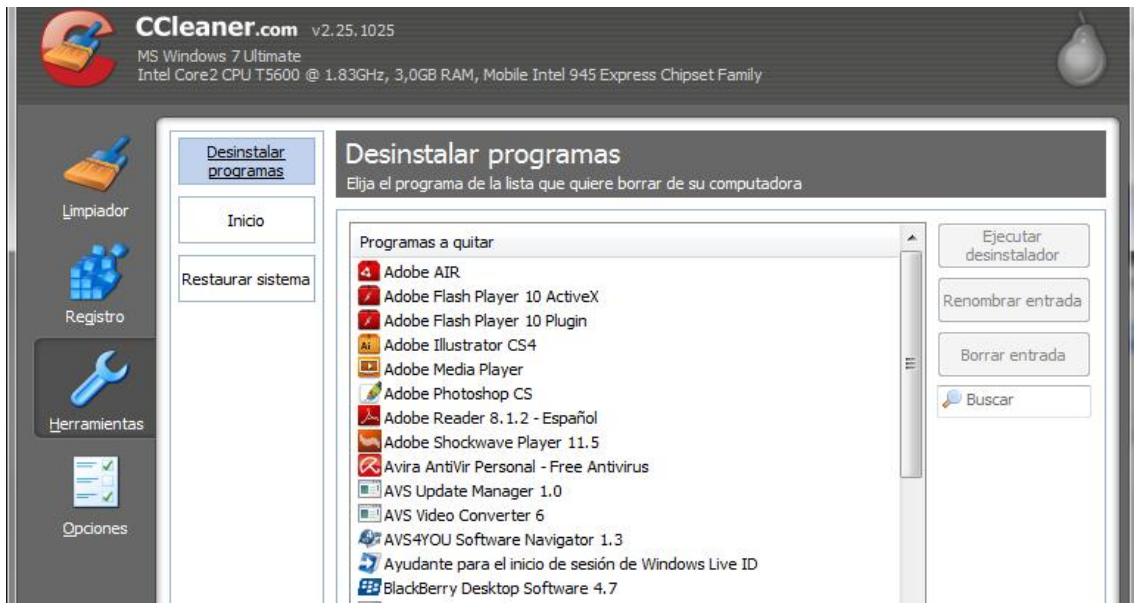 CCleaner.com v2.25.1025
MS Windows 7 Ultimate
Intel Core2 CPU T5600 @ 1.83GHz, 3,0GB RAM, Mobile Intel 945 Express Chipset Family
Limpiador
Registro
Herramientas
Opciones
Desinstalar
programas
Inicio
Restaurar sistema
Desinstalar programas
Elija el programa de la lista que quiere borrar de su computadora
Programas a quitar
Adobe AIR
Adobe Flash Player 10 ActiveX
Adobe Flash Player 10 Plugin
Adobe Illustrator CS4
Adobe Media Player
Adobe Photoshop CS
Adobe Reader 8.1.2 - Español
Adobe Shockwave Player 11.5
Avira AntiVir Personal - Free Antivirus
AVS Update Manager 1.0
AVS Video Converter 6
AVS4YOU Software Navigator 1.3
Ayudante para el inicio de sesión de Windows Live ID
BlackBerry Desktop Software 4.7
Ejecutar
desinstalador
Renombrar entrada
Borrar entrada
Buscar